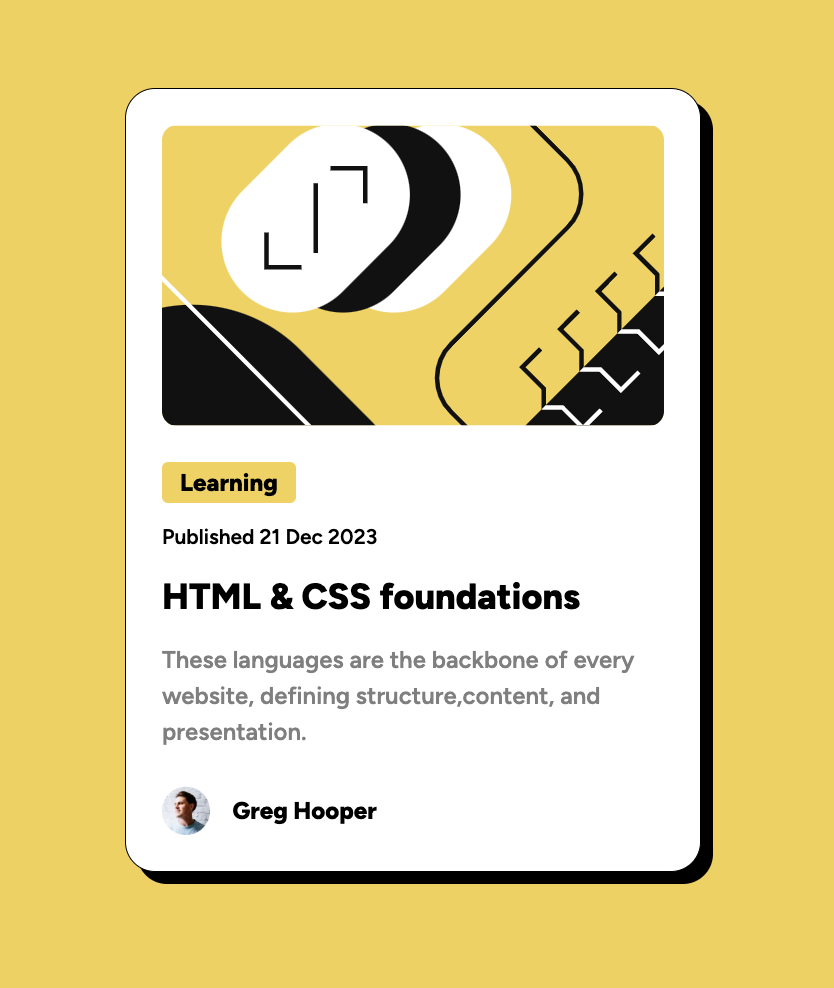 Learning
Published 21 Dec 2023
HTML & CSS foundations
These languages are the backbone of every
website, defining structure,content, and
presentation.
Greg Hooper